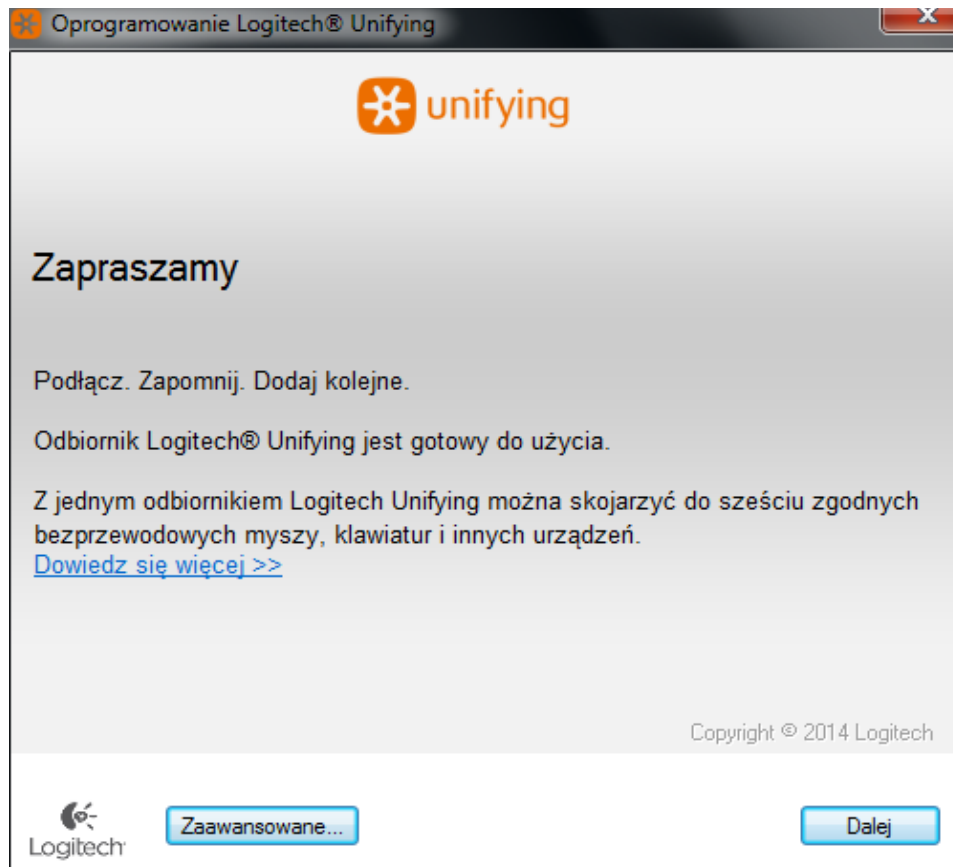 Oprogramowanie Logitech® Unifying
unifying
Zapraszamy
Podłącz. Zapomnij. Dodaj kolejne.
Odbiornik Logitech® Unifying jest gotowy do użycia.
Z jednym odbiornikiem Logitech Unifying można skojarzyć do sześciu zgodnych
bezprzewodowych myszy, klawiatur i innych urządzeń.
Dowiedz się więcej >>
Copyright © 2014 Logitech
Logitech
Zaawansowane...
Dalej